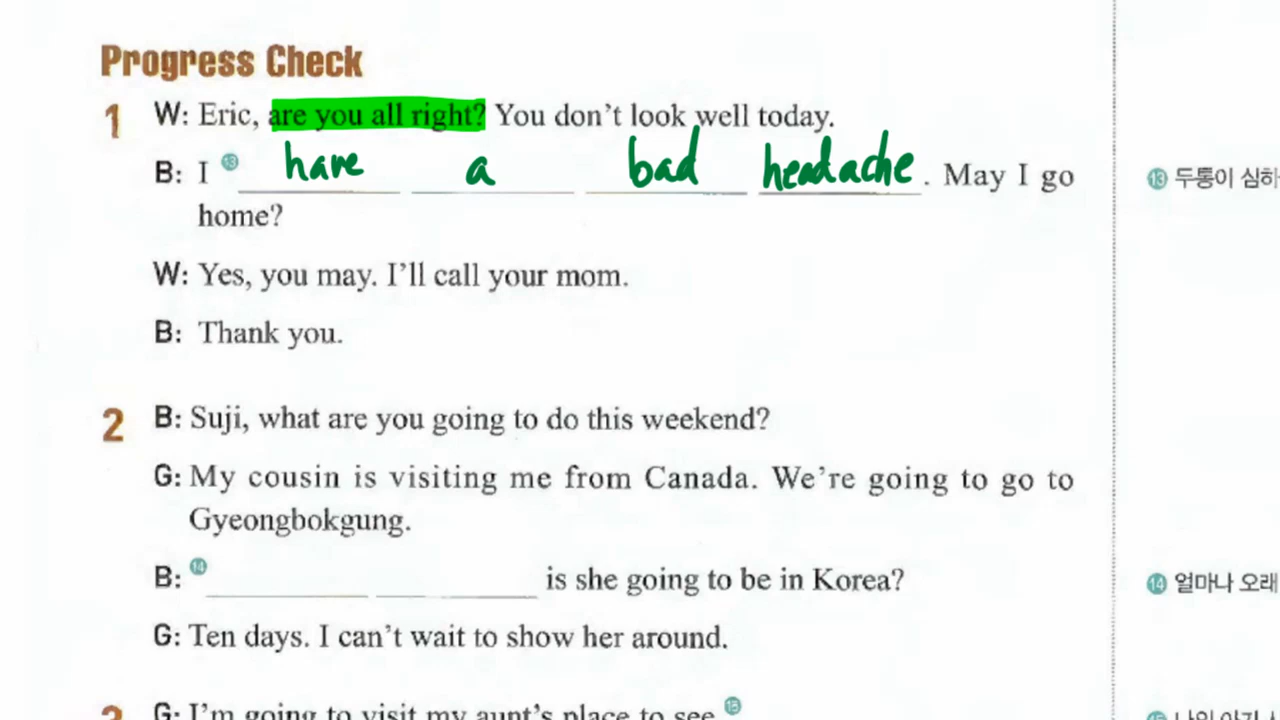 Progress Check
1 W: Eric, are you all right? You don't look well today.
B: I ⑬ have a bad headache. May I go
⑬ 두통이 심하
home?
W: Yes, you may. I'll call your mom.
B: Thank you.
2 B: Suji, what are you going to do this weekend?
G: My cousin is visiting me from Canada. We're going to go to
Gyeongbokgung.
B: ⑭ ____ ____ is she going to be in Korea?
⑭ 얼마나 오래
G: Ten days. I can't wait to show her around.
3 G: I'm going to visit my aunt's place to see ⑮